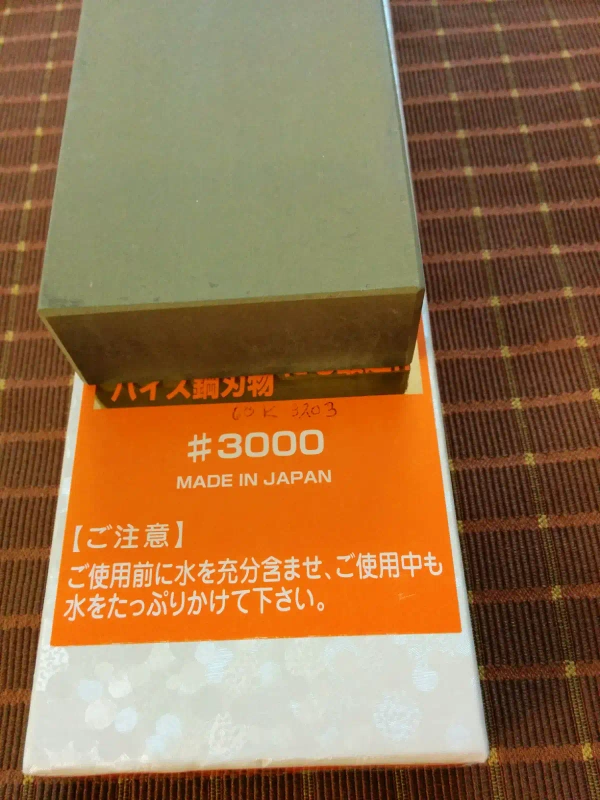 ハイス鋼刃物
#3000
MADE IN JAPAN
【ご注意】
ご使用前に水を充分含ませ、ご使用中も
水をたっぷりかけて下さい。